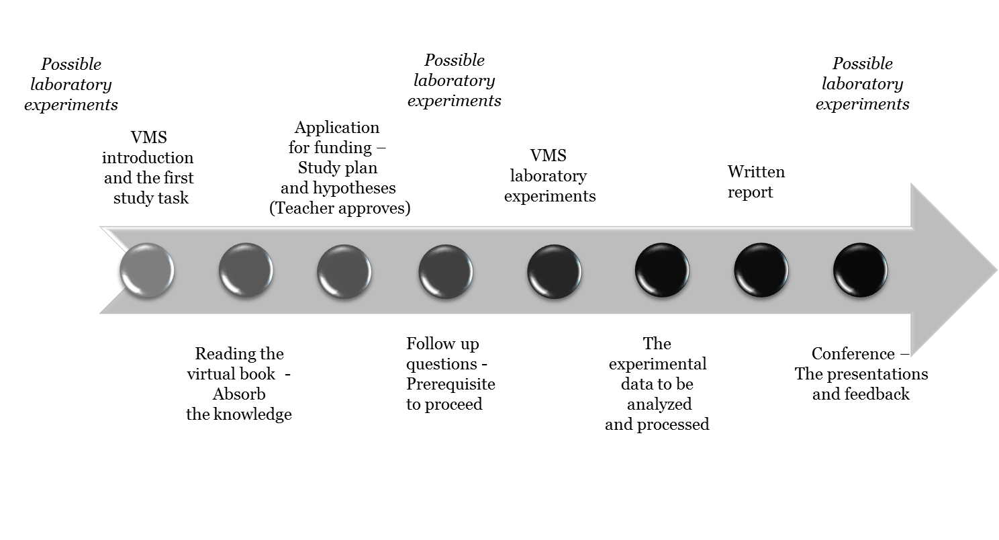 Possible
laboratory
experiments
VMS
introduction
and the first
study task
Application
for funding –
Study plan
and hypotheses
(Teacher approves)
Possible
laboratory
experiments
VMS
laboratory
experiments
Written
report
Possible
laboratory
experiments
Reading the
virtual book  -
Absorb
the knowledge
Follow up
questions -
Prerequisite
to proceed
The
experimental
data to be
analyzed
and processed
Conference –
The presentations
and feedback